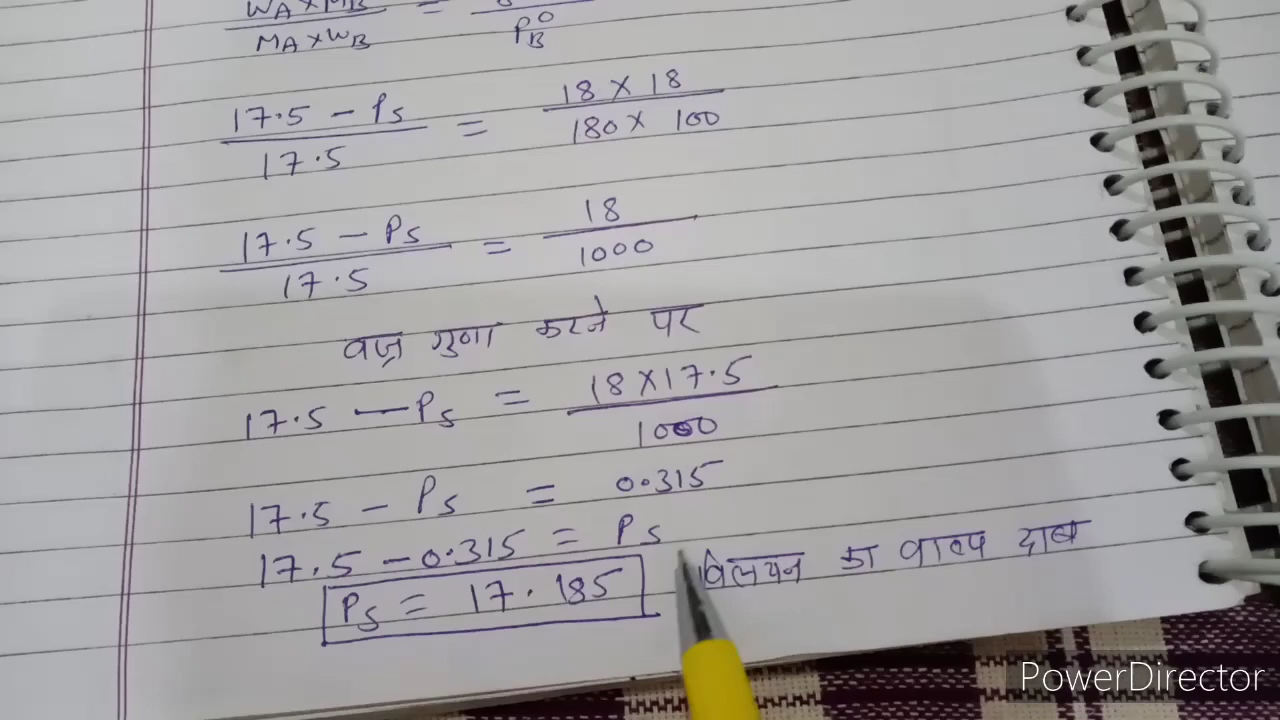 WA × MB / MA × WB = / P°B
17.5 – Ps / 17.5 = 18 × 18 / 180 × 100
17.5 – Ps / 17.5 = 18 / 1000
वज्र गुणा करने पर
17.5 – Ps = 18 × 17.5 / 1000
17.5 – Ps = 0.315
17.5 – 0.315 = Ps
Ps = 17.185 विलयन का वाष्प दाब
PowerDirector